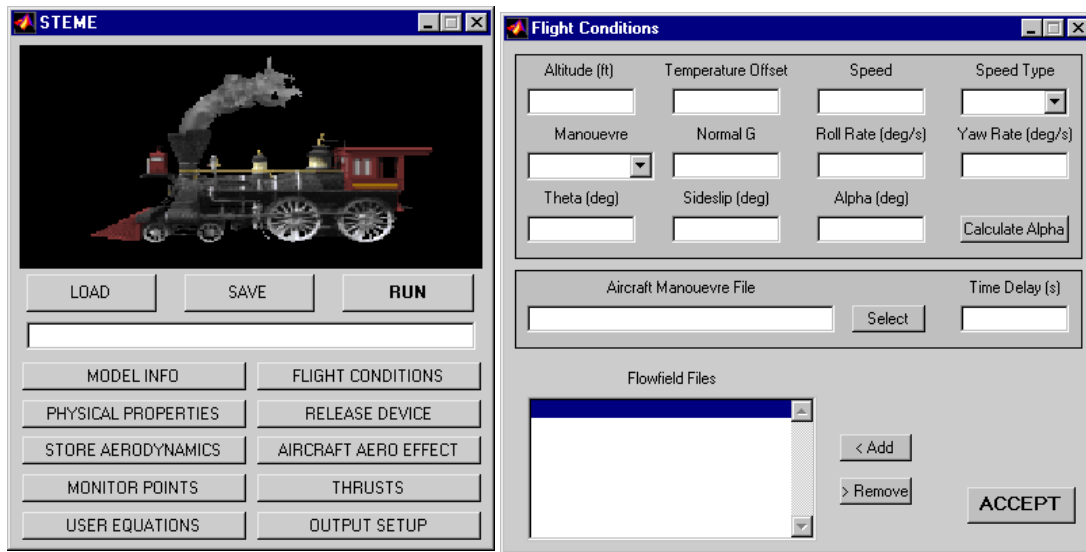 STEME
LOAD SAVE RUN
MODEL INFO FLIGHT CONDITIONS
PHYSICAL PROPERTIES RELEASE DEVICE
STORE AERODYNAMICS AIRCRAFT AERO EFFECT
MONITOR POINTS THRUSTS
USER EQUATIONS OUTPUT SETUP
Flight Conditions
Altitude (ft) Temperature Offset Speed Speed Type
Manouevre Normal G Roll Rate (deg/s) Yaw Rate (deg/s)
Theta (deg) Sideslip (deg) Alpha (deg)
Calculate Alpha
Aircraft Manouevre File Time Delay (s)
Select
Flowfield Files
< Add
> Remove
ACCEPT